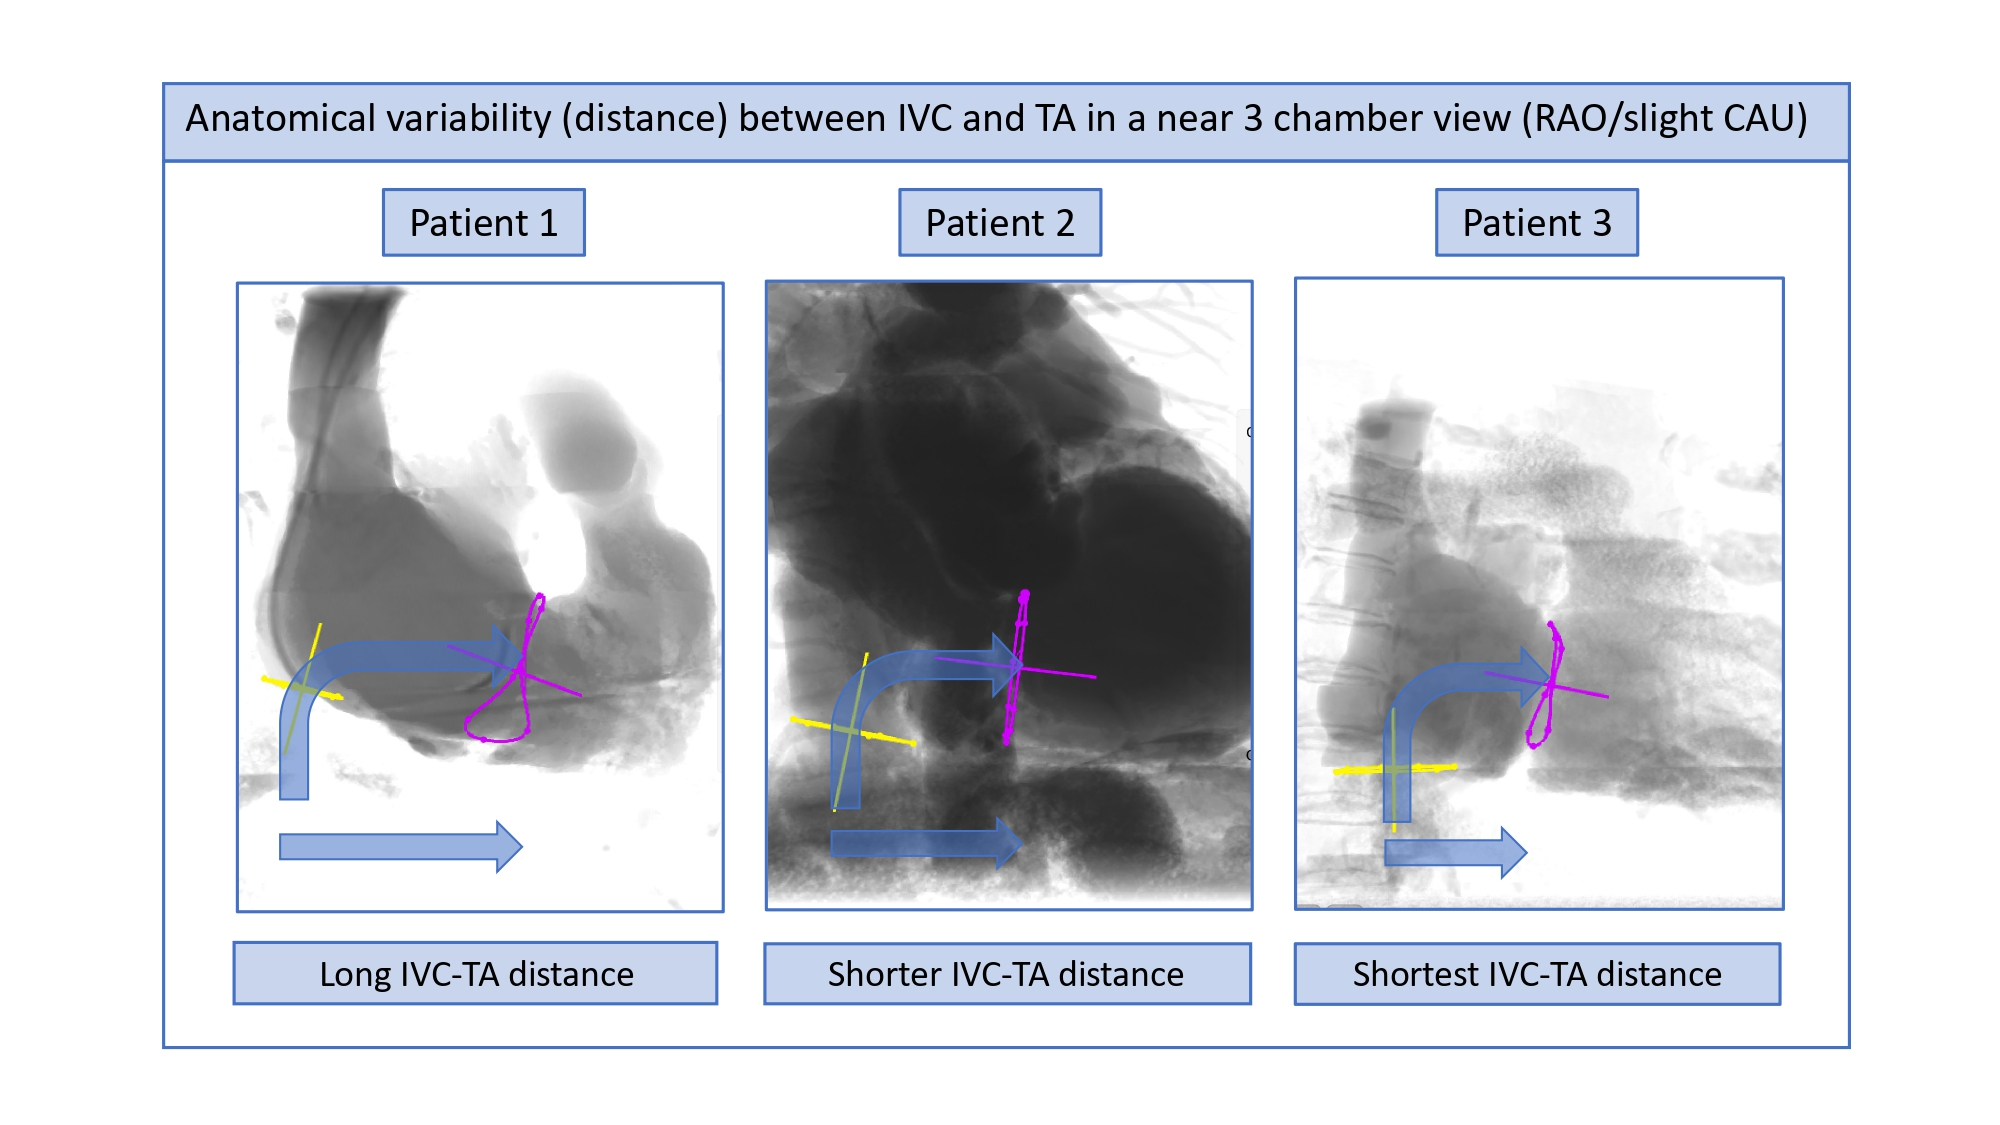 Anatomical variability (distance) between IVC and TA in a near 3 chamber view (RAO/slight CAU)
Patient 1
Patient 2
Patient 3
Long IVC-TA distance
Shorter IVC-TA distance
Shortest IVC-TA distance